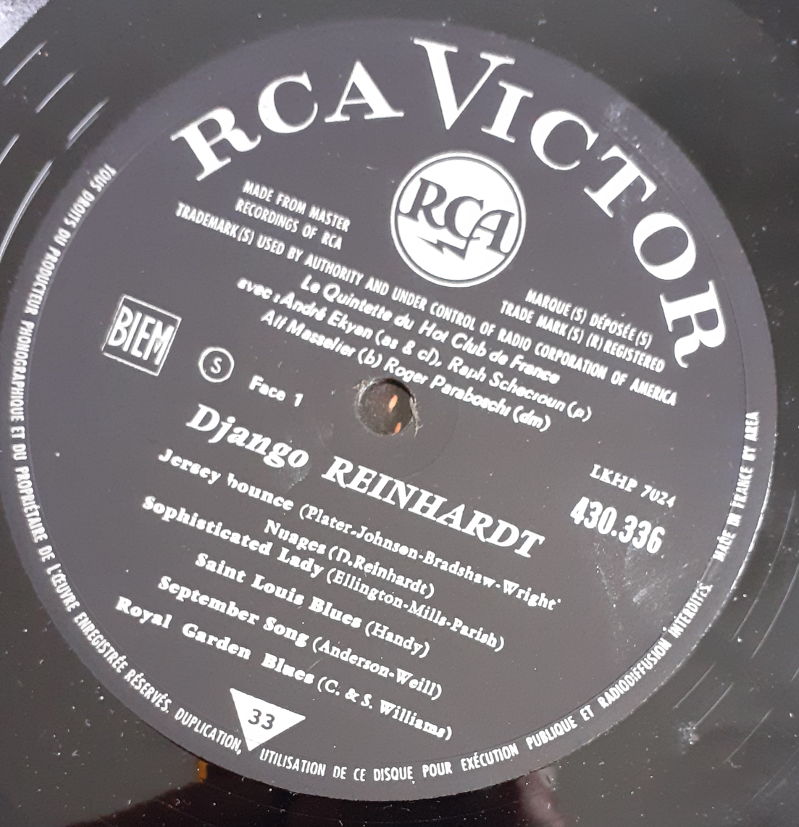 RCA VICTOR
RCA
MADE FROM MASTER
RECORDINGS OF RCA
MARQUE(S) DÉPOSÉE(S)
TRADE MARK(S) (R) REGISTERED
TRADEMARK(S) USED BY AUTHORITY AND UNDER CONTROL OF RADIO CORPORATION OF AMERICA
Le Quintette du Hot Club de France
avec : André Ekyan (as & cl), Raph Schecroun (p)
Alf Masselier (b) Roger Paraboschi (dm)
BIEM
S
Face 1
LKHP 7024
430.336
Django REINHARDT
Jersey bounce (Plater-Johnson-Bradshaw-Wright
Nuages (D.Reinhardt)
Sophisticated Lady (Ellington-Mills-Parish)
Saint Louis Blues (Handy)
September Song (Anderson-Weill)
Royal Garden Blues (C. & S. Williams)
33
TOUS DROITS DU PRODUCTEUR PHONOGRAPHIQUE ET DU PROPRIÉTAIRE DE L'ŒUVRE ENREGISTRÉE RÉSERVÉS. DUPLICATION, UTILISATION DE CE DISQUE POUR EXÉCUTION PUBLIQUE ET RADIODIFFUSION INTERDITES. MADE IN FRANCE BY AREA